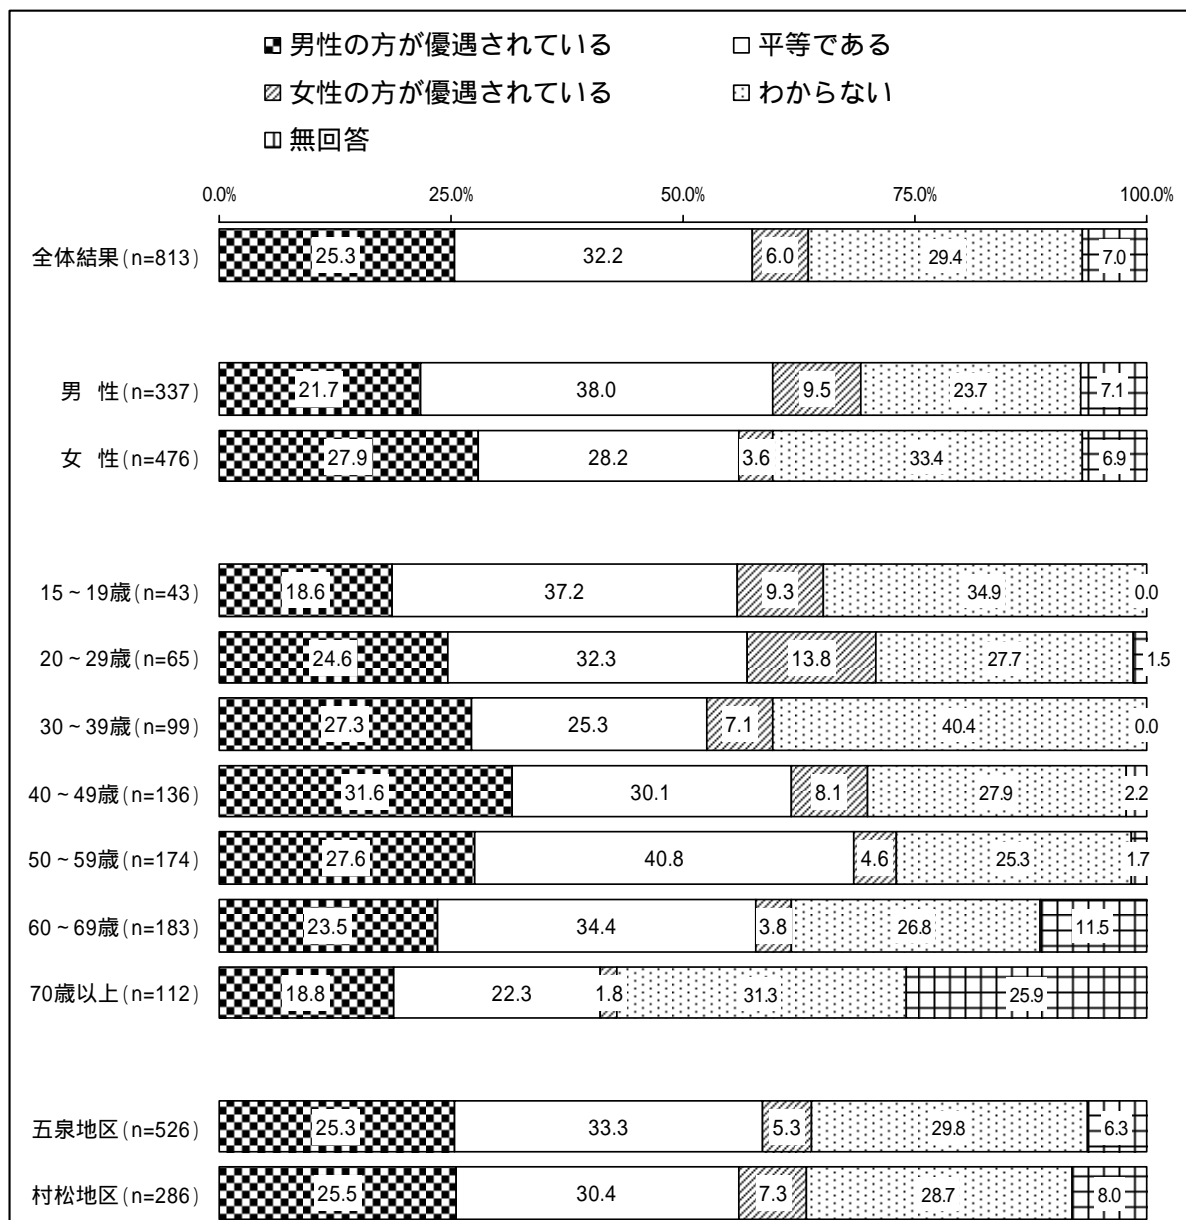 男性の方が優遇されている 平等である
女性の方が優遇されている わからない
無回答
0.0% 25.0% 50.0% 75.0% 100.0%
全体結果(n=813) 25.3 32.2 6.0 29.4 7.0
男 性(n=337) 21.7 38.0 9.5 23.7 7.1
女 性(n=476) 27.9 28.2 3.6 33.4 6.9
15~19歳(n=43) 18.6 37.2 9.3 34.9 0.0
20~29歳(n=65) 24.6 32.3 13.8 27.7 1.5
30~39歳(n=99) 27.3 25.3 7.1 40.4 0.0
40~49歳(n=136) 31.6 30.1 8.1 27.9 2.2
50~59歳(n=174) 27.6 40.8 4.6 25.3 1.7
60~69歳(n=183) 23.5 34.4 3.8 26.8 11.5
70歳以上(n=112) 18.8 22.3 1.8 31.3 25.9
五泉地区(n=526) 25.3 33.3 5.3 29.8 6.3
村松地区(n=286) 25.5 30.4 7.3 28.7 8.0